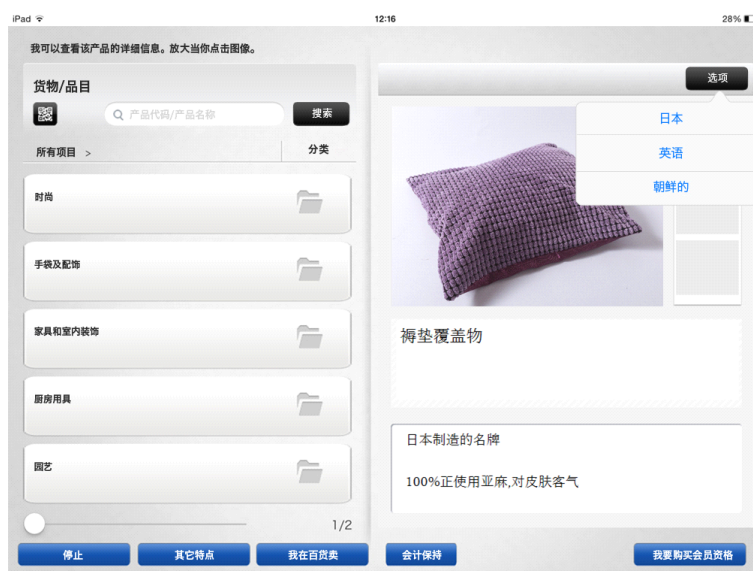 iPad 12:16 28%
我可以查看该产品的详细信息。放大当你点击图像。
货物/品目
产品代码/产品名称 搜索
所有项目 > 分类
时尚
手袋及配饰
家具和室内装饰
厨房用具
园艺
1/2
选项
日本
英语
朝鲜的
褥垫覆盖物
日本制造的名牌
100%正使用亚麻,对皮肤客气
停止 其它特点 我在百货卖 会计保持 我要购买会员资格